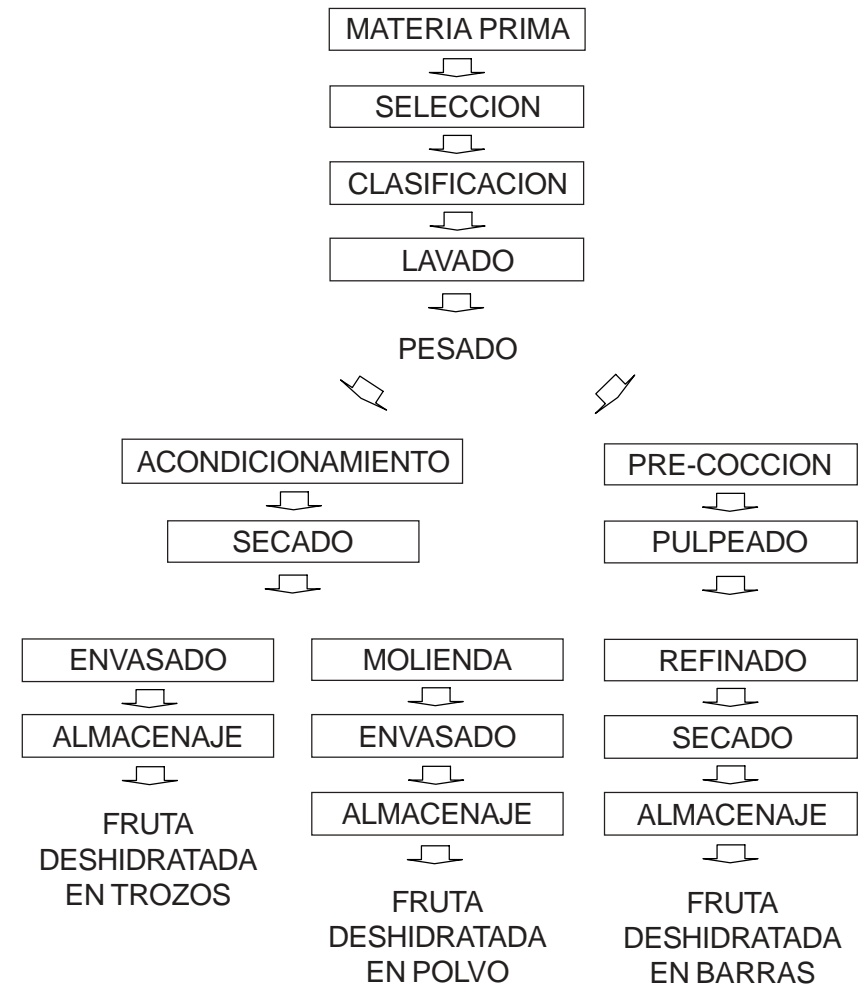 MATERIA PRIMA
SELECCION
CLASIFICACION
LAVADO
PESADO
ACONDICIONAMIENTO
SECADO
ENVASADO
ALMACENAJE
FRUTA
DESHIDRATADA
EN TROZOS
MOLIENDA
ENVASADO
ALMACENAJE
FRUTA
DESHIDRATADA
EN POLVO
PRE-COCCION
PULPEADO
REFINADO
SECADO
ALMACENAJE
FRUTA
DESHIDRATADA
EN BARRAS